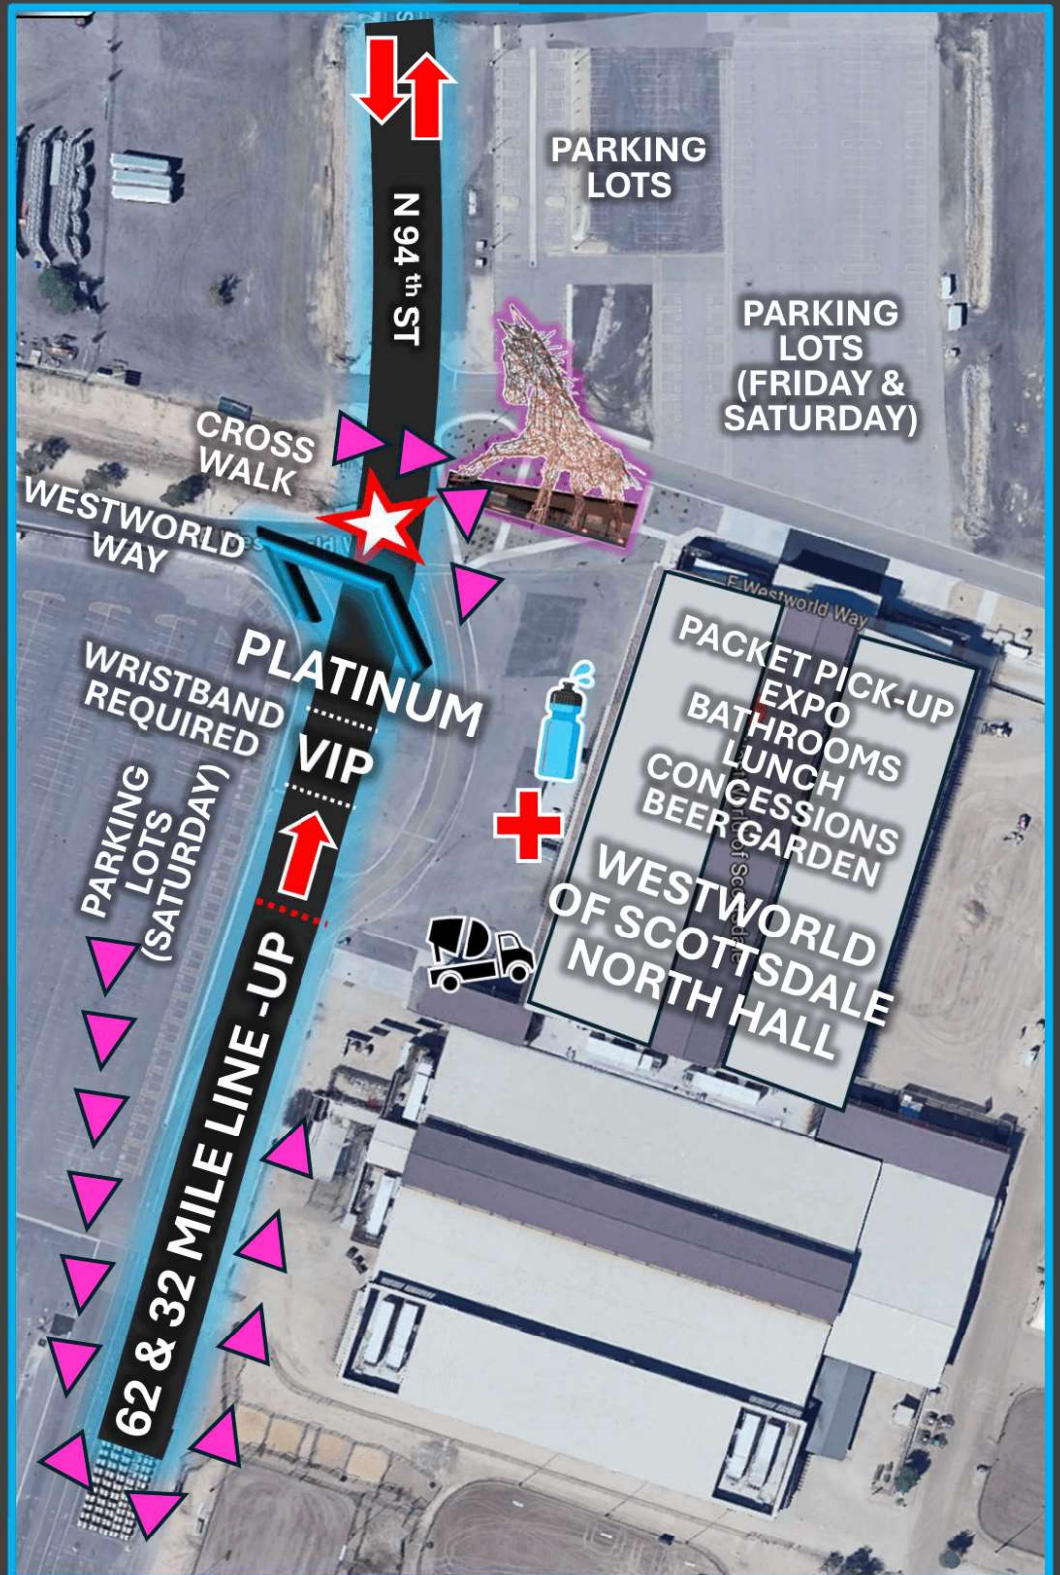 N 94th ST
PARKING
LOTS
PARKING
LOTS
(FRIDAY &
SATURDAY)
CROSS
WALK
WESTWORLD
WAY
E Westworld Way
PLATINUM
WRISTBAND
REQUIRED
VIP
PARKING
LOTS
(SATURDAY)
PACKET PICK-UP
EXPO
BATHROOMS
LUNCH
CONCESSIONS
BEER GARDEN
WESTWORLD
OF SCOTTSDALE
NORTH HALL
62 & 32 MILE LINE-UP